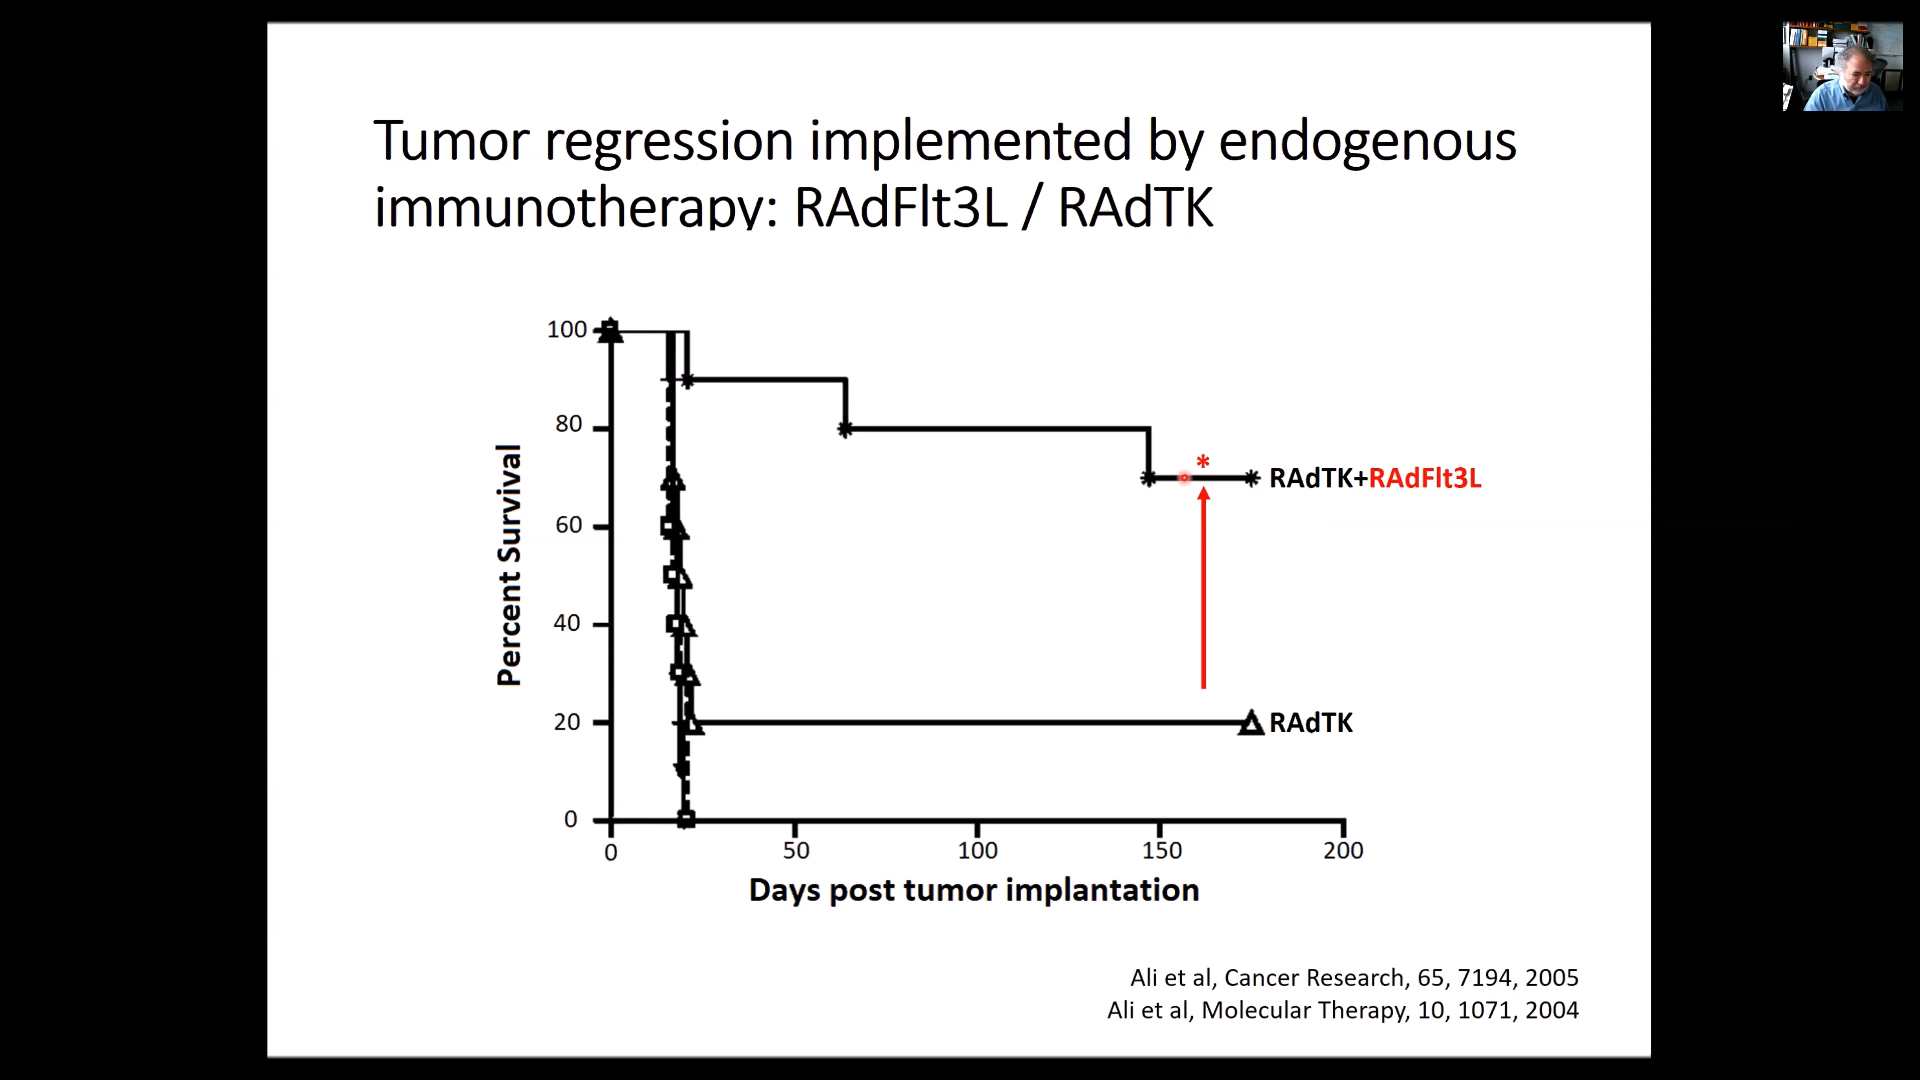 Tumor regression implemented by endogenous
immunotherapy: RAdFlt3L / RAdTK
100
80
60
40
20
0
Percent Survival
0
50
100
150
200
Days post tumor implantation
*
RAdTK+RAdFlt3L
RAdTK
Ali et al, Cancer Research, 65, 7194, 2005
Ali et al, Molecular Therapy, 10, 1071, 2004